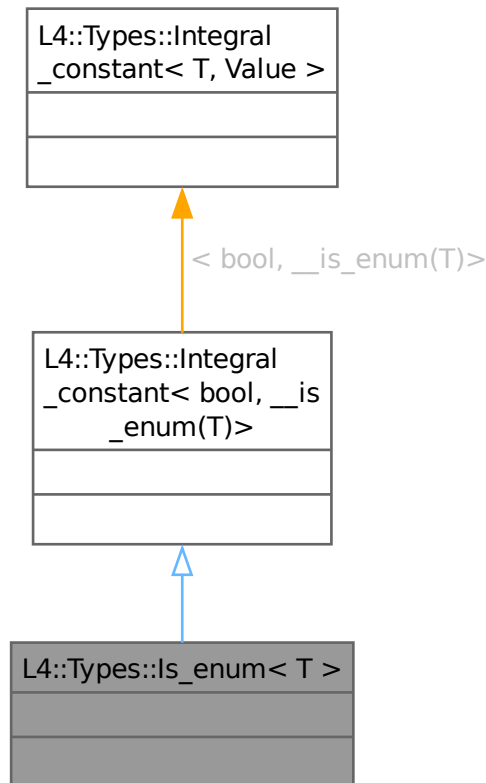 L4::Types::Integral
_constant< T, Value >
< bool, __is_enum(T)>
L4::Types::Integral
_constant< bool, __is
_enum(T)>
L4::Types::Is_enum< T >